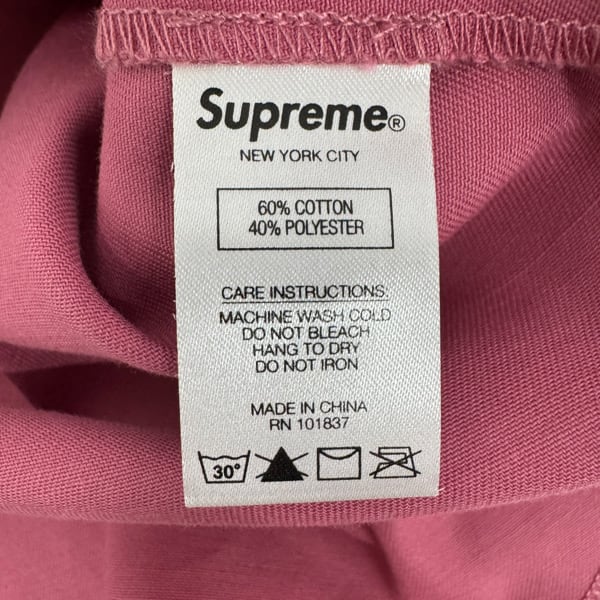 Supreme®
NEW YORK CITY
60% COTTON
40% POLYESTER
CARE INSTRUCTIONS:
MACHINE WASH COLD
DO NOT BLEACH
HANG TO DRY
DO NOT IRON
MADE IN CHINA
RN 101837
30°